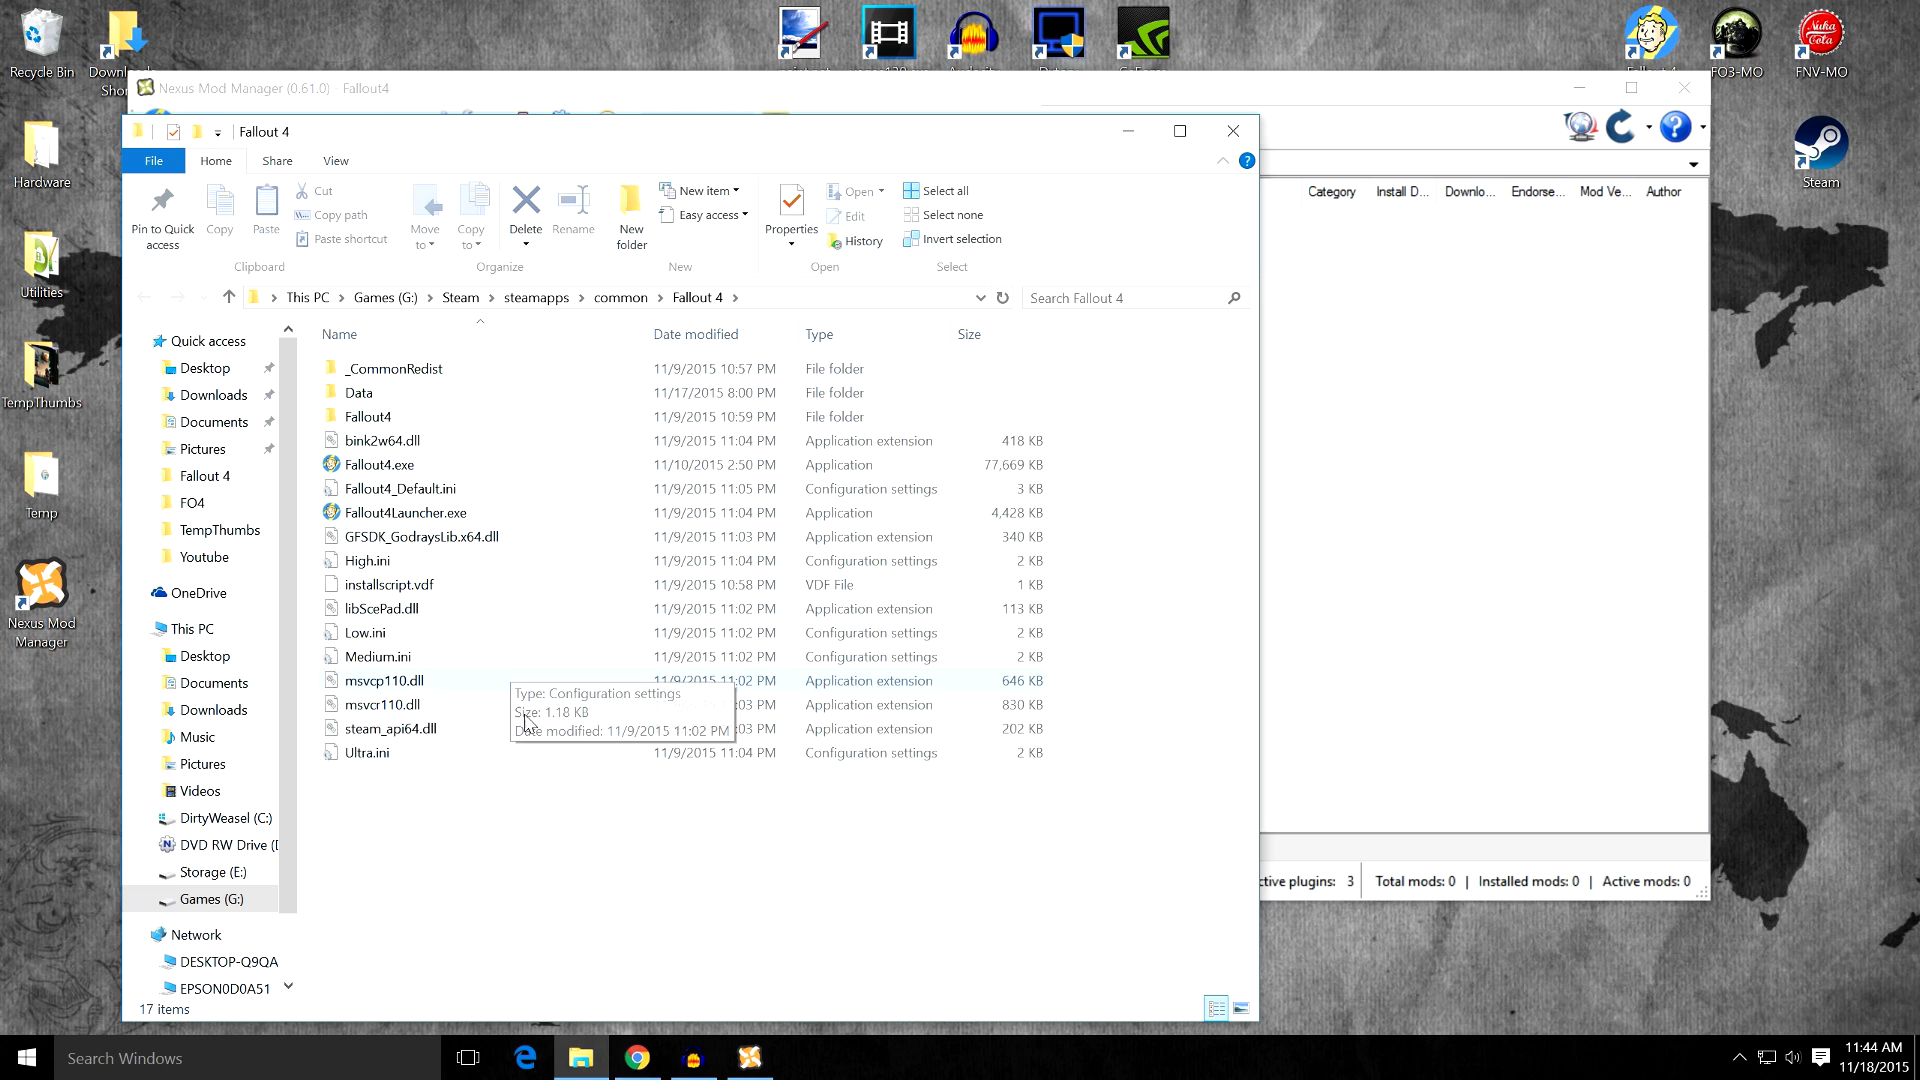 Recycle Bin
Nexus Mod Manager (0.61.0) - Fallout4
FO3-MO
FNV-MO
Nuka Cola
Fallout 4
File
Home
Share
View
Pin to Quick access
Copy
Paste
Cut
Copy path
Paste shortcut
Move to
Copy to
Delete
Rename
New folder
New item
Easy access
Properties
Open
Edit
History
Select all
Select none
Invert selection
Clipboard
Organize
New
Open
Select
This PC
Games (G:)
Steam
steamapps
common
Fallout 4
Search Fallout 4
Category
Install D...
Downlo...
Endorse...
Mod Ve...
Author
Steam
Hardware
Utilities
TempThumbs
Temp
Nexus Mod Manager
Quick access
Desktop
Downloads
Documents
Pictures
Fallout 4
FO4
TempThumbs
Youtube
OneDrive
This PC
Desktop
Documents
Downloads
Music
Pictures
Videos
DirtyWeasel (C:)
DVD RW Drive (
Storage (E:)
Games (G:)
Network
DESKTOP-Q9QA
EPSON0D0A51
Name Date modified Type Size
_CommonRedist 11/9/2015 10:57 PM File folder
Data 11/17/2015 8:00 PM File folder
Fallout4 11/9/2015 10:59 PM File folder
bink2w64.dll 11/9/2015 11:04 PM Application extension 418 KB
Fallout4.exe 11/10/2015 2:50 PM Application 77,669 KB
Fallout4_Default.ini 11/9/2015 11:05 PM Configuration settings 3 KB
Fallout4Launcher.exe 11/9/2015 11:04 PM Application 4,428 KB
GFSDK_GodraysLib.x64.dll 11/9/2015 11:03 PM Application extension 340 KB
High.ini 11/9/2015 11:04 PM Configuration settings 2 KB
installscript.vdf 11/9/2015 10:58 PM VDF File 1 KB
libScePad.dll 11/9/2015 11:02 PM Application extension 113 KB
Low.ini 11/9/2015 11:02 PM Configuration settings 2 KB
Medium.ini 11/9/2015 11:02 PM Configuration settings 2 KB
msvcp110.dll 11/9/2015 11:02 PM Application extension 646 KB
msvcr110.dll :03 PM Application extension 830 KB
steam_api64.dll :03 PM Application extension 202 KB
Ultra.ini 11/9/2015 11:04 PM Configuration settings 2 KB
Type: Configuration settings
Size: 1.18 KB
Date modified: 11/9/2015 11:02 PM
17 items
ctive plugins: 3
Total mods: 0 | Installed mods: 0 | Active mods: 0
Search Windows
11:44 AM
11/18/2015